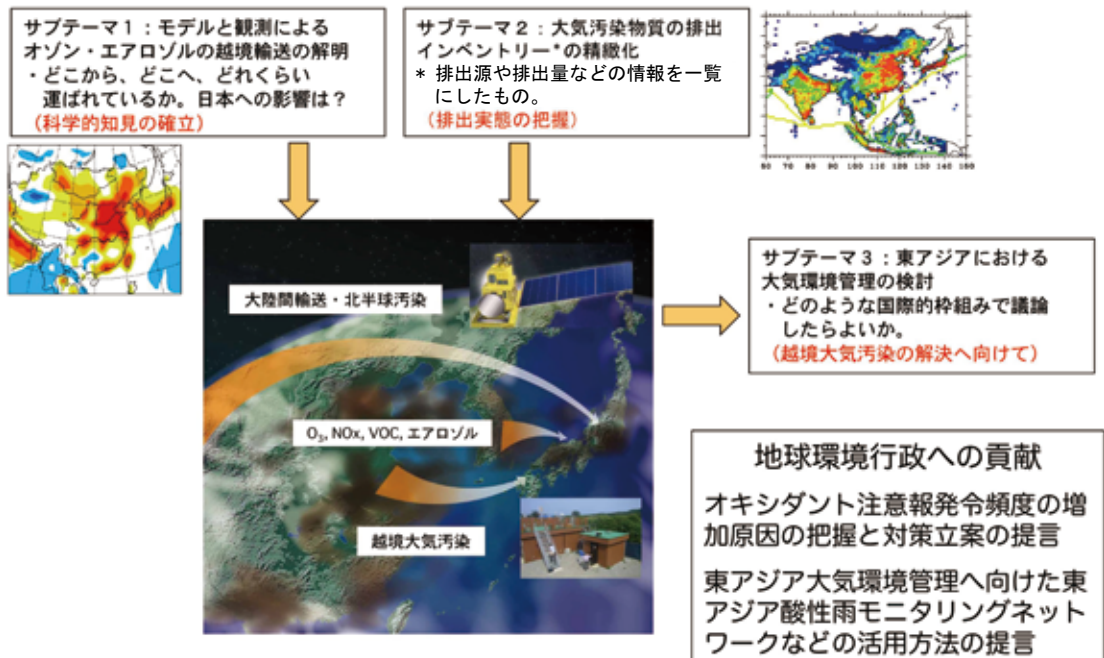 サブテーマ1:モデルと観測による
オゾン・エアロゾルの越境輸送の解明
・どこから、どこへ、どれくらい
運ばれているか。日本への影響は?
(科学的知見の確立)
サブテーマ2:大気汚染物質の排出
インベントリー*の精緻化
* 排出源や排出量などの情報を一覧
にしたもの。
(排出実態の把握)
60 70 80 90 100 110 120 130 140 150
サブテーマ3:東アジアにおける
大気環境管理の検討
・どのような国際的枠組みで議論
したらよいか。
(越境大気汚染の解決へ向けて)
大陸間輸送・北半球汚染
O₃, NOx, VOC, エアロゾル
越境大気汚染
地球環境行政への貢献
オキシダント注意報発令頻度の増
加原因の把握と対策立案の提言
東アジア大気環境管理へ向けた東
アジア酸性雨モニタリングネット
ワークなどの活用方法の提言